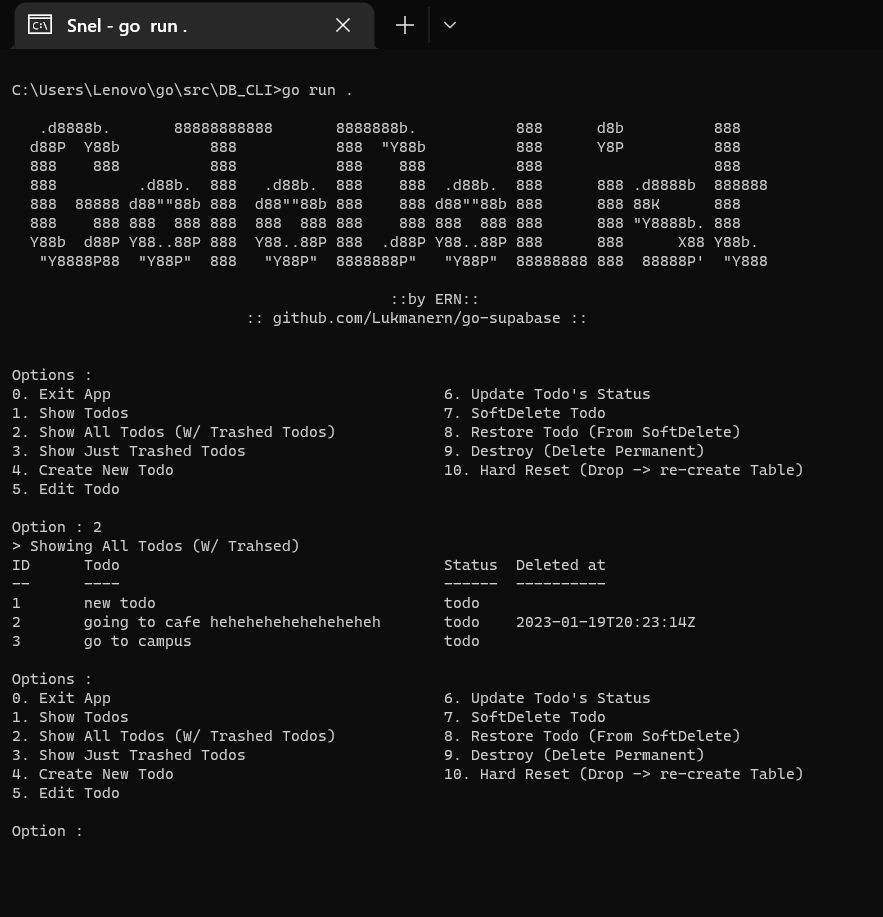 Snel - go  run .
C:\Users\Lenovo\go\src\DB_CLI>go run .
   .d8888b.       88888888888       8888888b.           888      d8b          888
  d88P  Y88b          888           888  "Y88b          888      Y8P          888
  888    888          888           888    888          888                   888
  888         .d88b.  888   .d88b.  888    888  .d88b.  888      888 .d8888b  888888
  888  88888 d88""88b 888  d88""88b 888    888 d88""88b 888      888 88K      888
  888    888 888  888 888  888  888 888    888 888  888 888      888 "Y8888b. 888
  Y88b  d88P Y88..88P 888  Y88..88P 888  .d88P Y88..88P 888      888      X88 Y88b.
   "Y8888P88  "Y88P"  888   "Y88P"  8888888P"   "Y88P"  88888888 888  88888P'  "Y888
::by ERN::
:: github.com/Lukmanern/go-supabase ::
Options :
0. Exit App                                     6. Update Todo's Status
1. Show Todos                                   7. SoftDelete Todo
2. Show All Todos (W/ Trashed Todos)            8. Restore Todo (From SoftDelete)
3. Show Just Trashed Todos                      9. Destroy (Delete Permanent)
4. Create New Todo                              10. Hard Reset (Drop -> re-create Table)
5. Edit Todo
Option : 2
> Showing All Todos (W/ Trahsed)
ID      Todo                                    Status  Deleted at
--      ----                                    ------  ----------
1       new todo                                todo
2       going to cafe heheheheheheheheheh       todo    2023-01-19T20:23:14Z
3       go to campus                            todo
Options :
0. Exit App                                     6. Update Todo's Status
1. Show Todos                                   7. SoftDelete Todo
2. Show All Todos (W/ Trashed Todos)            8. Restore Todo (From SoftDelete)
3. Show Just Trashed Todos                      9. Destroy (Delete Permanent)
4. Create New Todo                              10. Hard Reset (Drop -> re-create Table)
5. Edit Todo
Option :